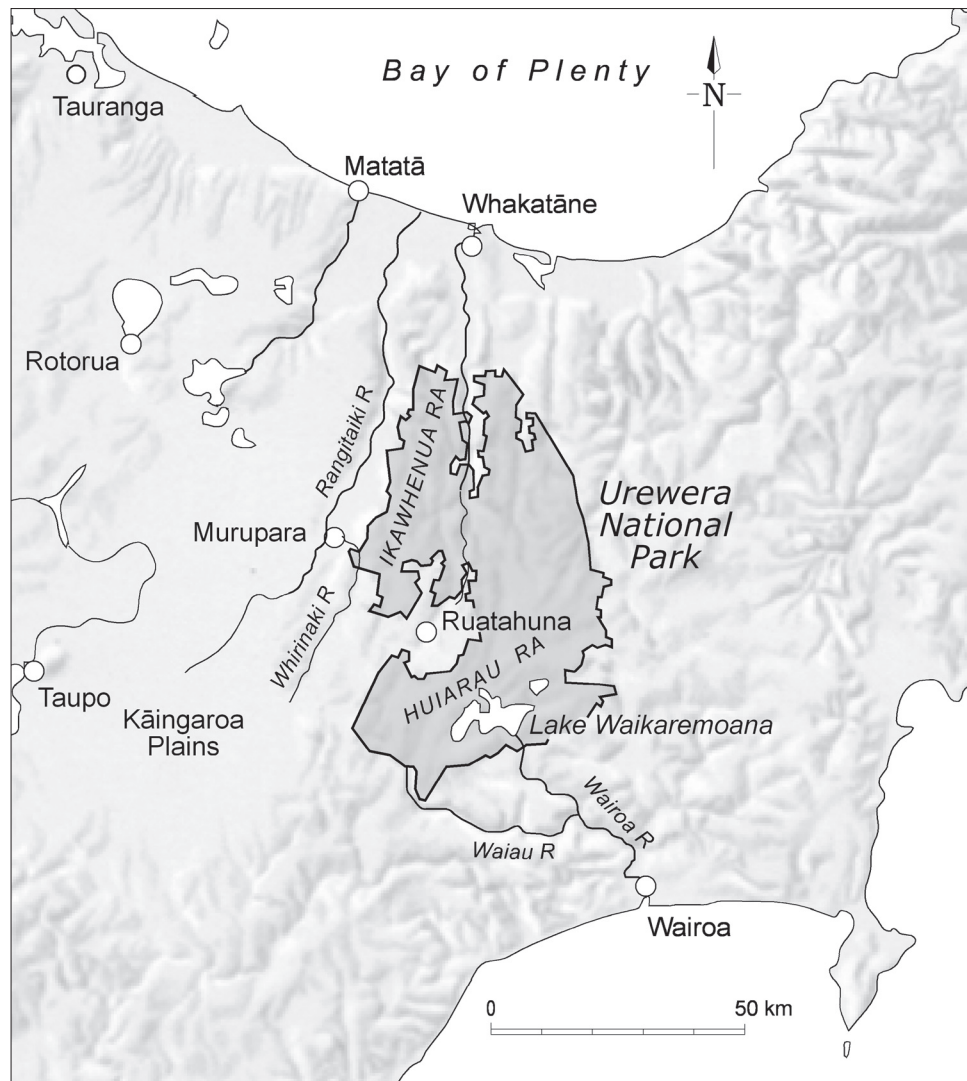 Bay of Plenty
N
Tauranga
Matatā
Whakatāne
Rotorua
Rangitaiki R
IKAWHENUA RA
Urewera
National
Park
Murupara
Whirinaki R
Ruatahuna
HUIARAU RA
Taupo
Kāingaroa
Plains
Lake Waikaremoana
Wairoa R
Waiau R
Wairoa
0 50 km